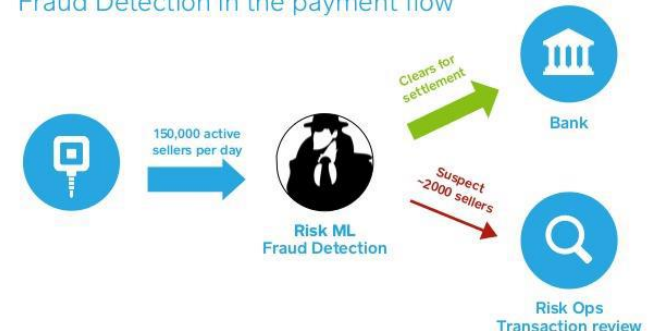 Fraud Detection in the payment flow
150,000 active
sellers per day
Risk ML
Fraud Detection
Clears for
settlement
Bank
Suspect
~2000 sellers
Risk Ops
Transaction review